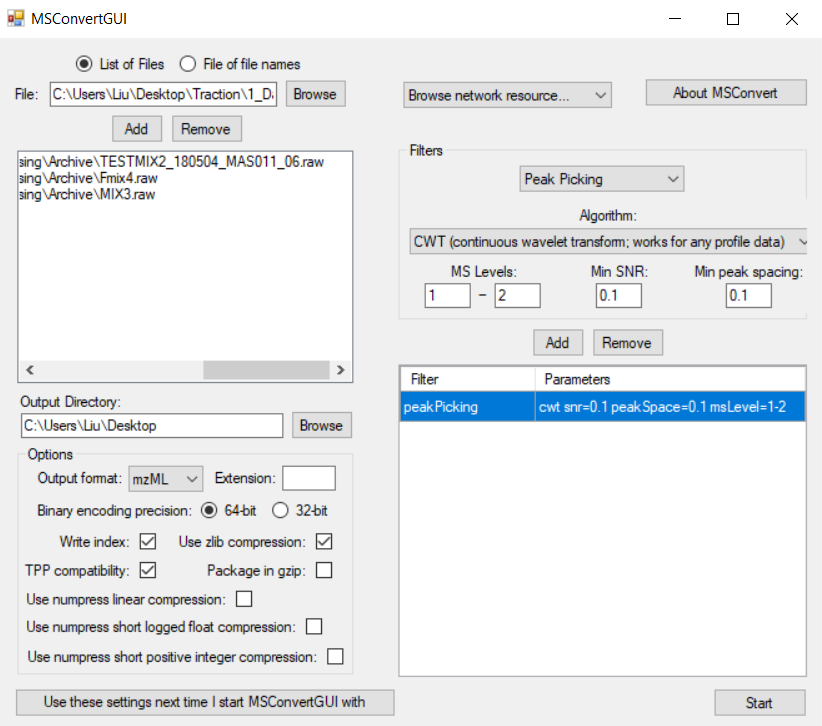 MSConvertGUI
List of Files File of file names
File: C:\Users\Liu\Desktop\Traction\1_D Browse
Add Remove
sing\Archive\TESTMIX2_180504_MAS011_06.raw
sing\Archive\Fmix4.raw
sing\Archive\MIX3.raw
Output Directory:
C:\Users\Liu\Desktop Browse
Options
Output format: mzML Extension:
Binary encoding precision: 64-bit 32-bit
Write index: Use zlib compression:
TPP compatibility: Package in gzip:
Use numpress linear compression:
Use numpress short logged float compression:
Use numpress short positive integer compression:
Use these settings next time I start MSConvertGUI with
Browse network resource... About MSConvert
Filters
Peak Picking
Algorithm:
CWT (continuous wavelet transform; works for any profile data)
MS Levels: Min SNR: Min peak spacing:
1 - 2 0.1 0.1
Add Remove
Filter Parameters
peakPicking cwt snr=0.1 peakSpace=0.1 msLevel=1-2
Start